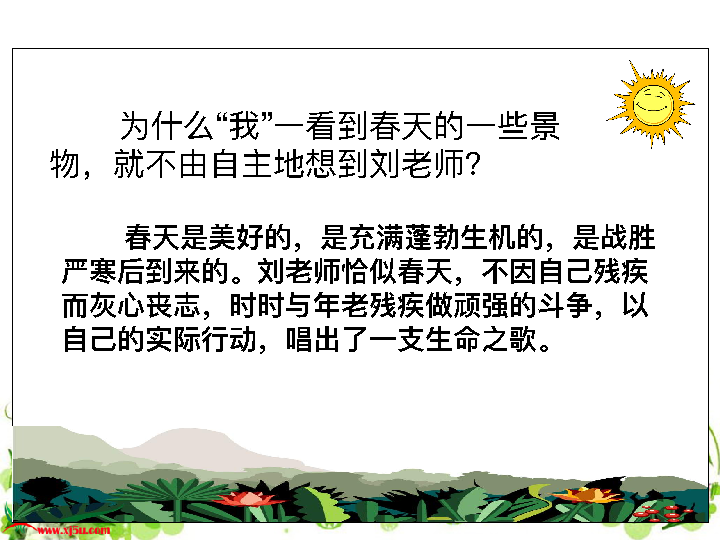 为什么“我”一看到春天的一些景
物，就不由自主地想到刘老师？
春天是美好的，是充满蓬勃生机的，是战胜
严寒后到来的。刘老师恰似春天，不因自己残疾
而灰心丧志，时时与年老残疾做顽强的斗争，以
自己的实际行动，唱出了一支生命之歌。
www.xj5u.com